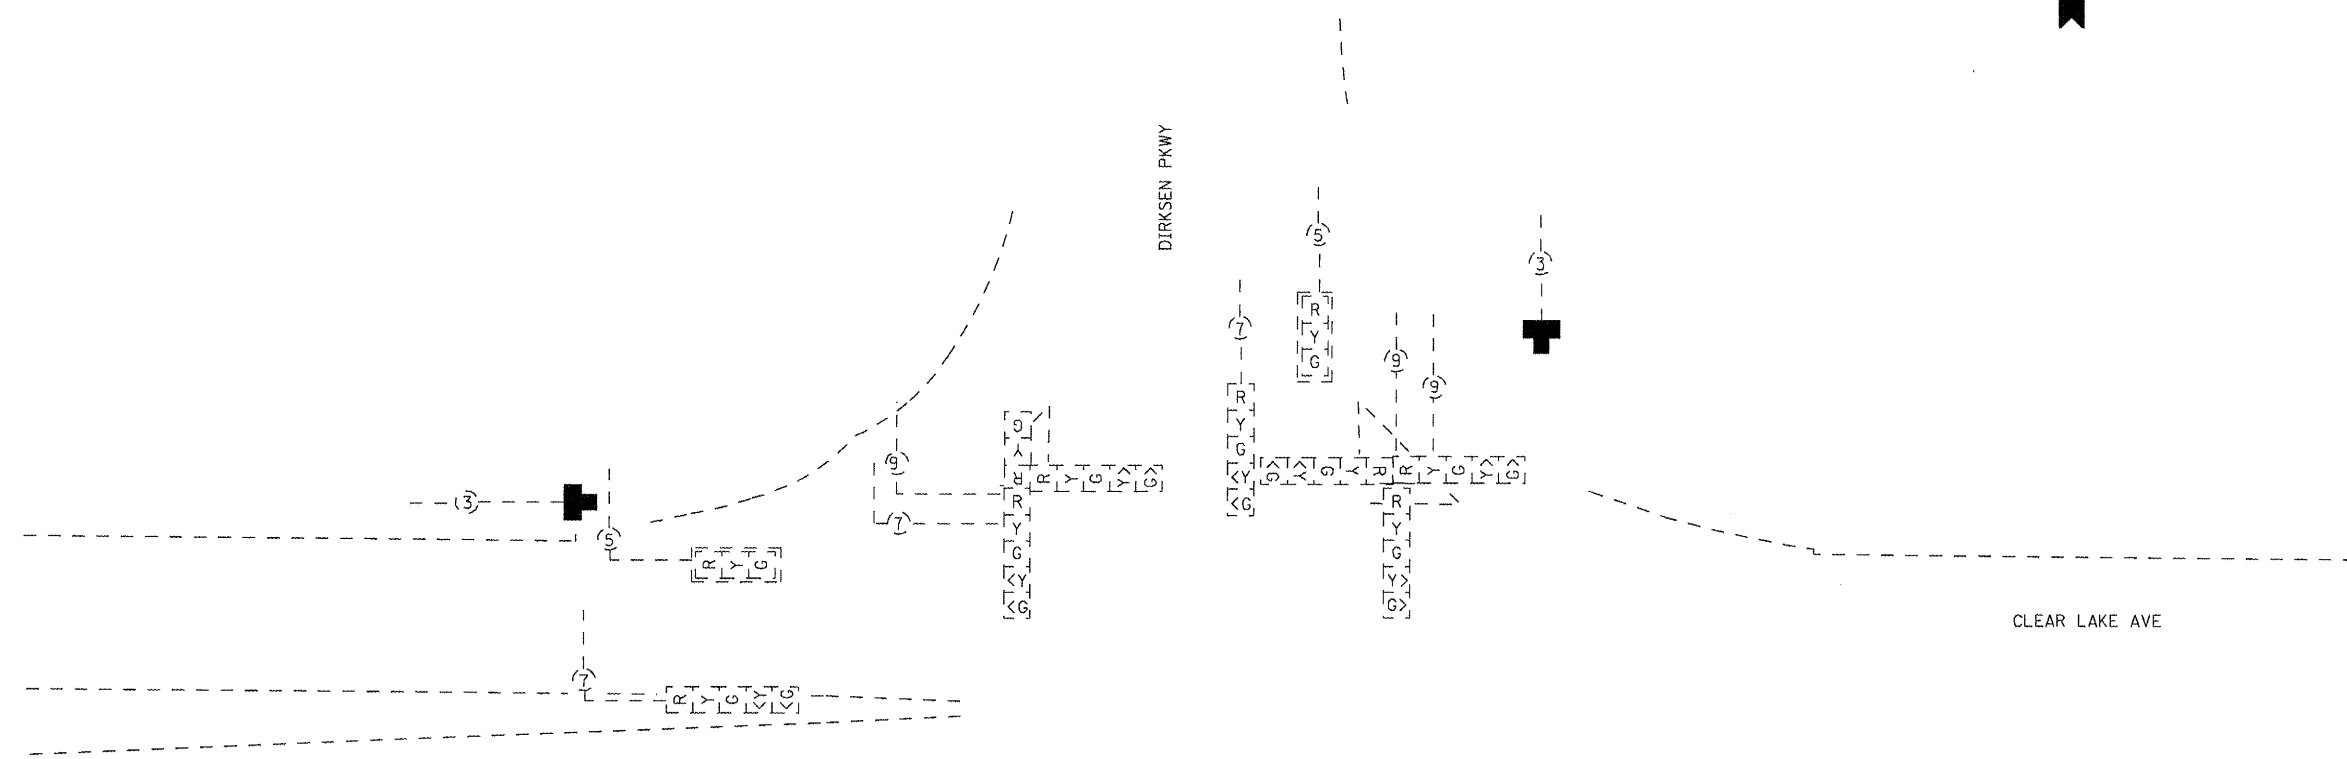 DIRKSEN PKWY
(5)
(3)
R
Y
G
(7)
(9)
(9)
R
Y
G
<Y
<G
G
Y
R
(9)
R Y G Y> G>
G> Y> G Y R
R Y G Y> G>
(3)
R
Y
G
<Y
<G
R
Y
G
Y>
G>
(7)
(5)
R Y G
CLEAR LAKE AVE
(7)
R Y G <Y <G